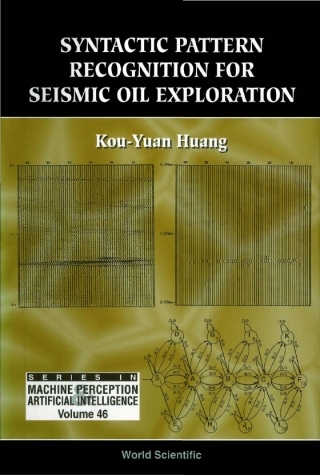 SYNTACTIC PATTERN
RECOGNITION FOR
SEISMIC OIL EXPLORATION
Kou-Yuan Huang
SERIES IN
MACHINE PERCEPTION
ARTIFICIAL INTELLIGENCE
Volume 46
World Scientific